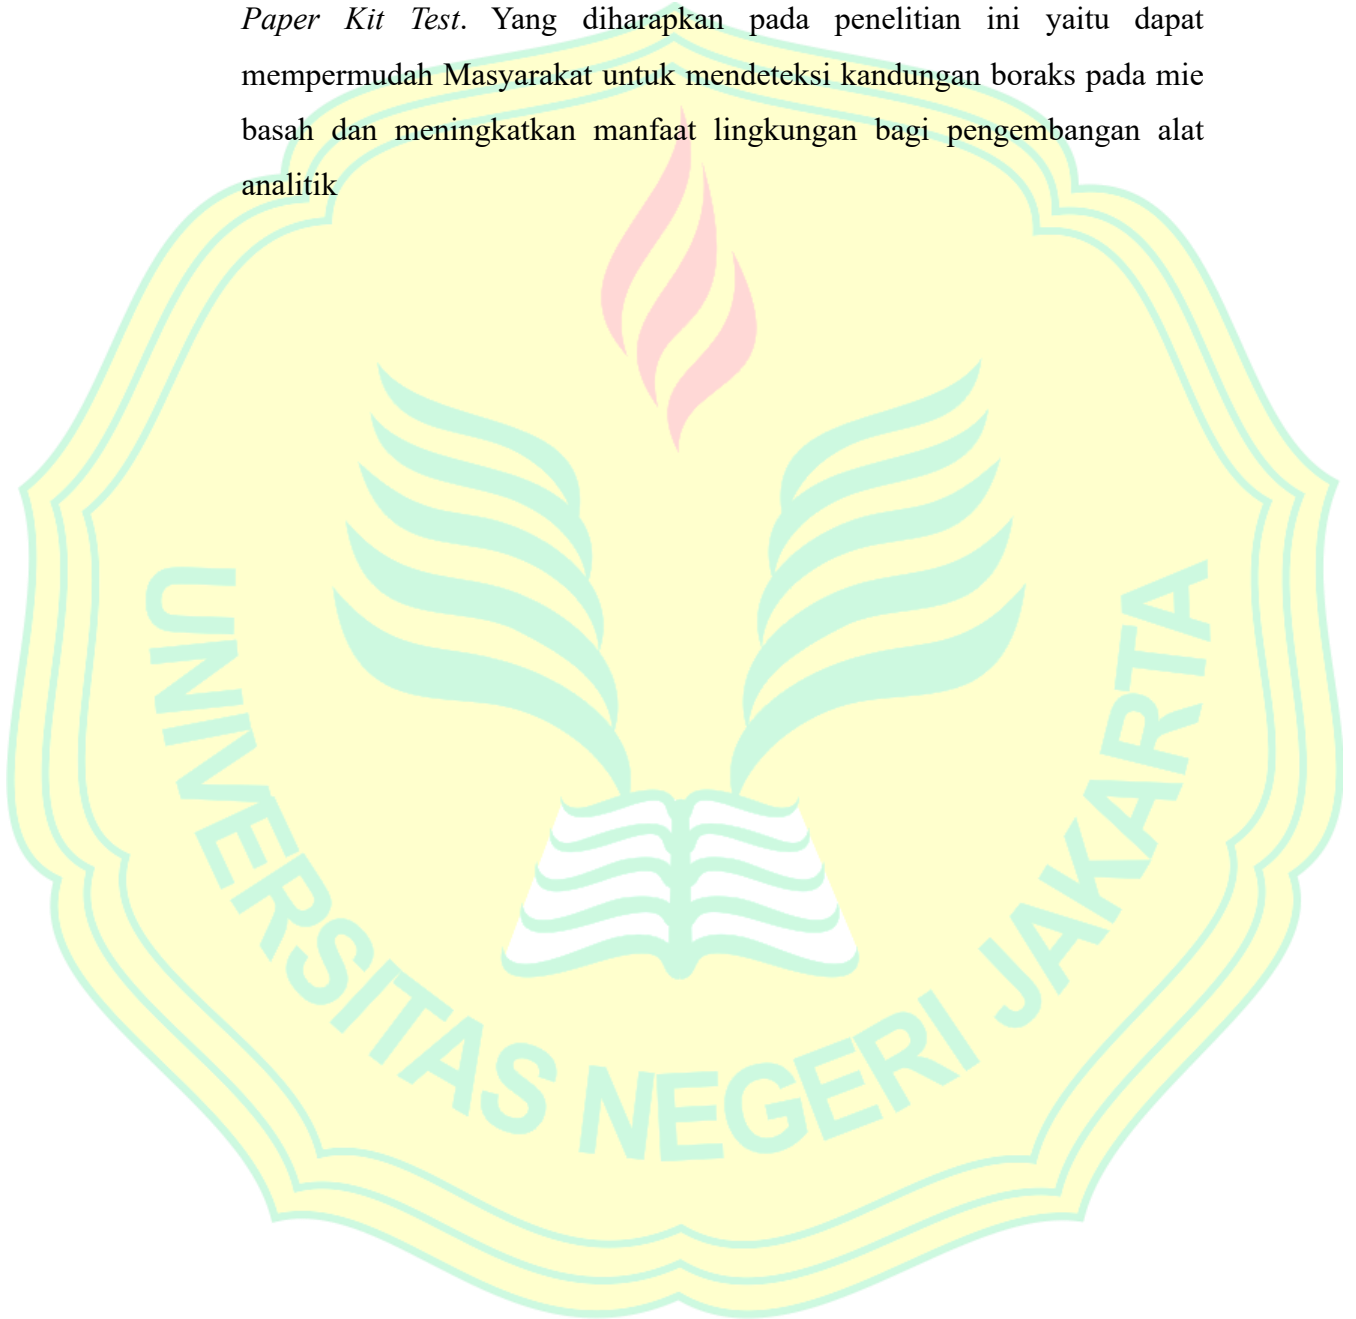 Paper Kit Test. Yang diharapkan pada penelitian ini yaitu dapat
mempermudah Masyarakat untuk mendeteksi kandungan boraks pada mie
basah dan meningkatkan manfaat lingkungan bagi pengembangan alat
analitik
UNIVERSITAS NEGERI JAKARTA